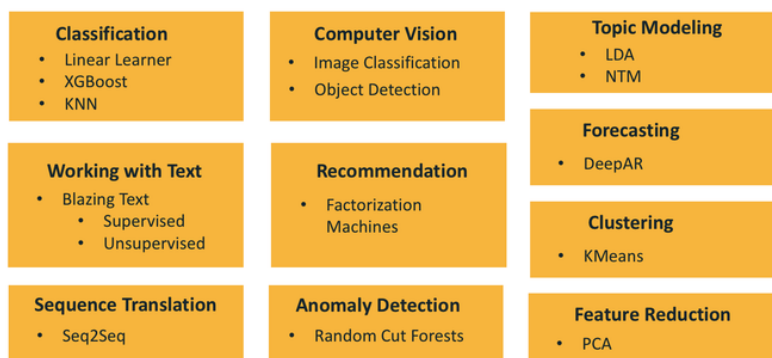 Classification
• Linear Learner
• XGBoost
• KNN
Computer Vision
• Image Classification
• Object Detection
Topic Modeling
• LDA
• NTM
Forecasting
• DeepAR
Working with Text
• Blazing Text
• Supervised
• Unsupervised
Recommendation
• Factorization
Machines
Clustering
• KMeans
Sequence Translation
• Seq2Seq
Anomaly Detection
• Random Cut Forests
Feature Reduction
• PCA